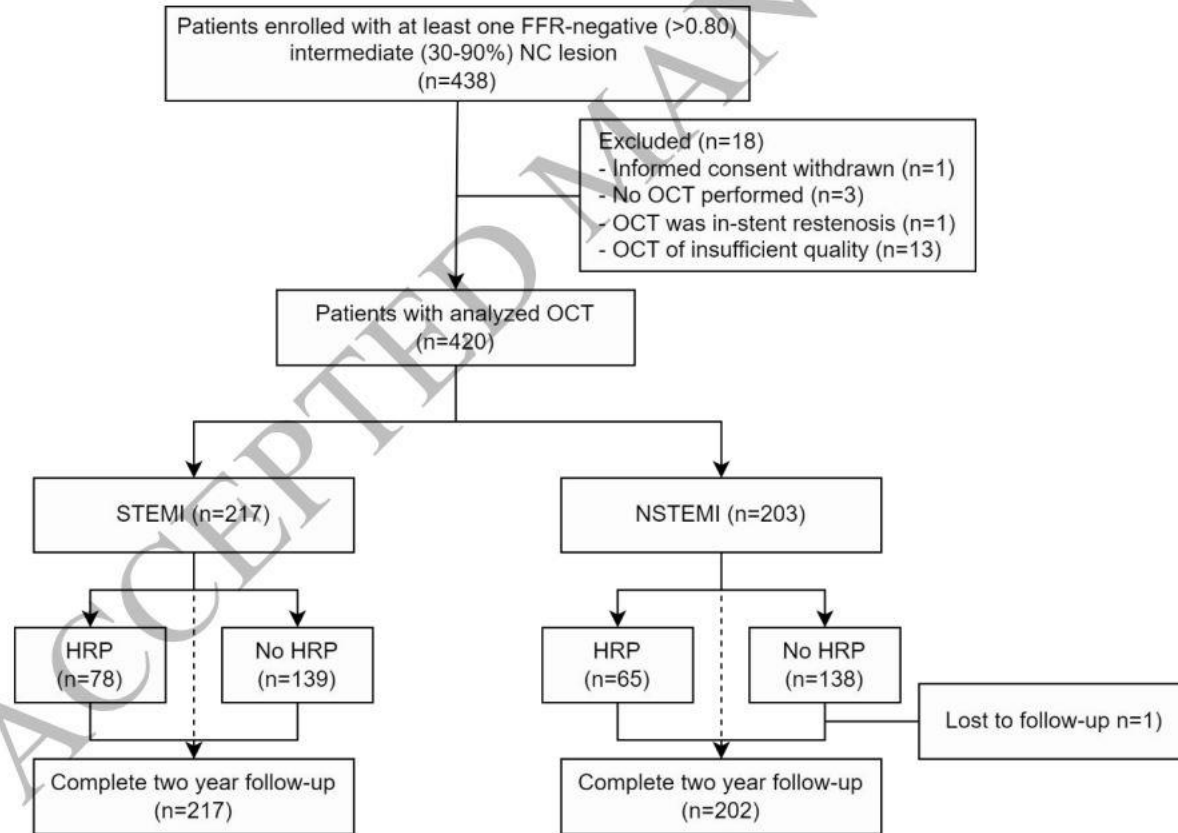 Patients enrolled with at least one FFR-negative (>0.80)
intermediate (30-90%) NC lesion
(n=438)
Excluded (n=18)
- Informed consent withdrawn (n=1)
- No OCT performed (n=3)
- OCT was in-stent restenosis (n=1)
- OCT of insufficient quality (n=13)
Patients with analyzed OCT
(n=420)
STEMI (n=217)
NSTEMI (n=203)
HRP
(n=78)
No HRP
(n=139)
HRP
(n=65)
No HRP
(n=138)
Lost to follow-up n=1)
Complete two year follow-up
(n=217)
Complete two year follow-up
(n=202)
ACCEPTED MAN